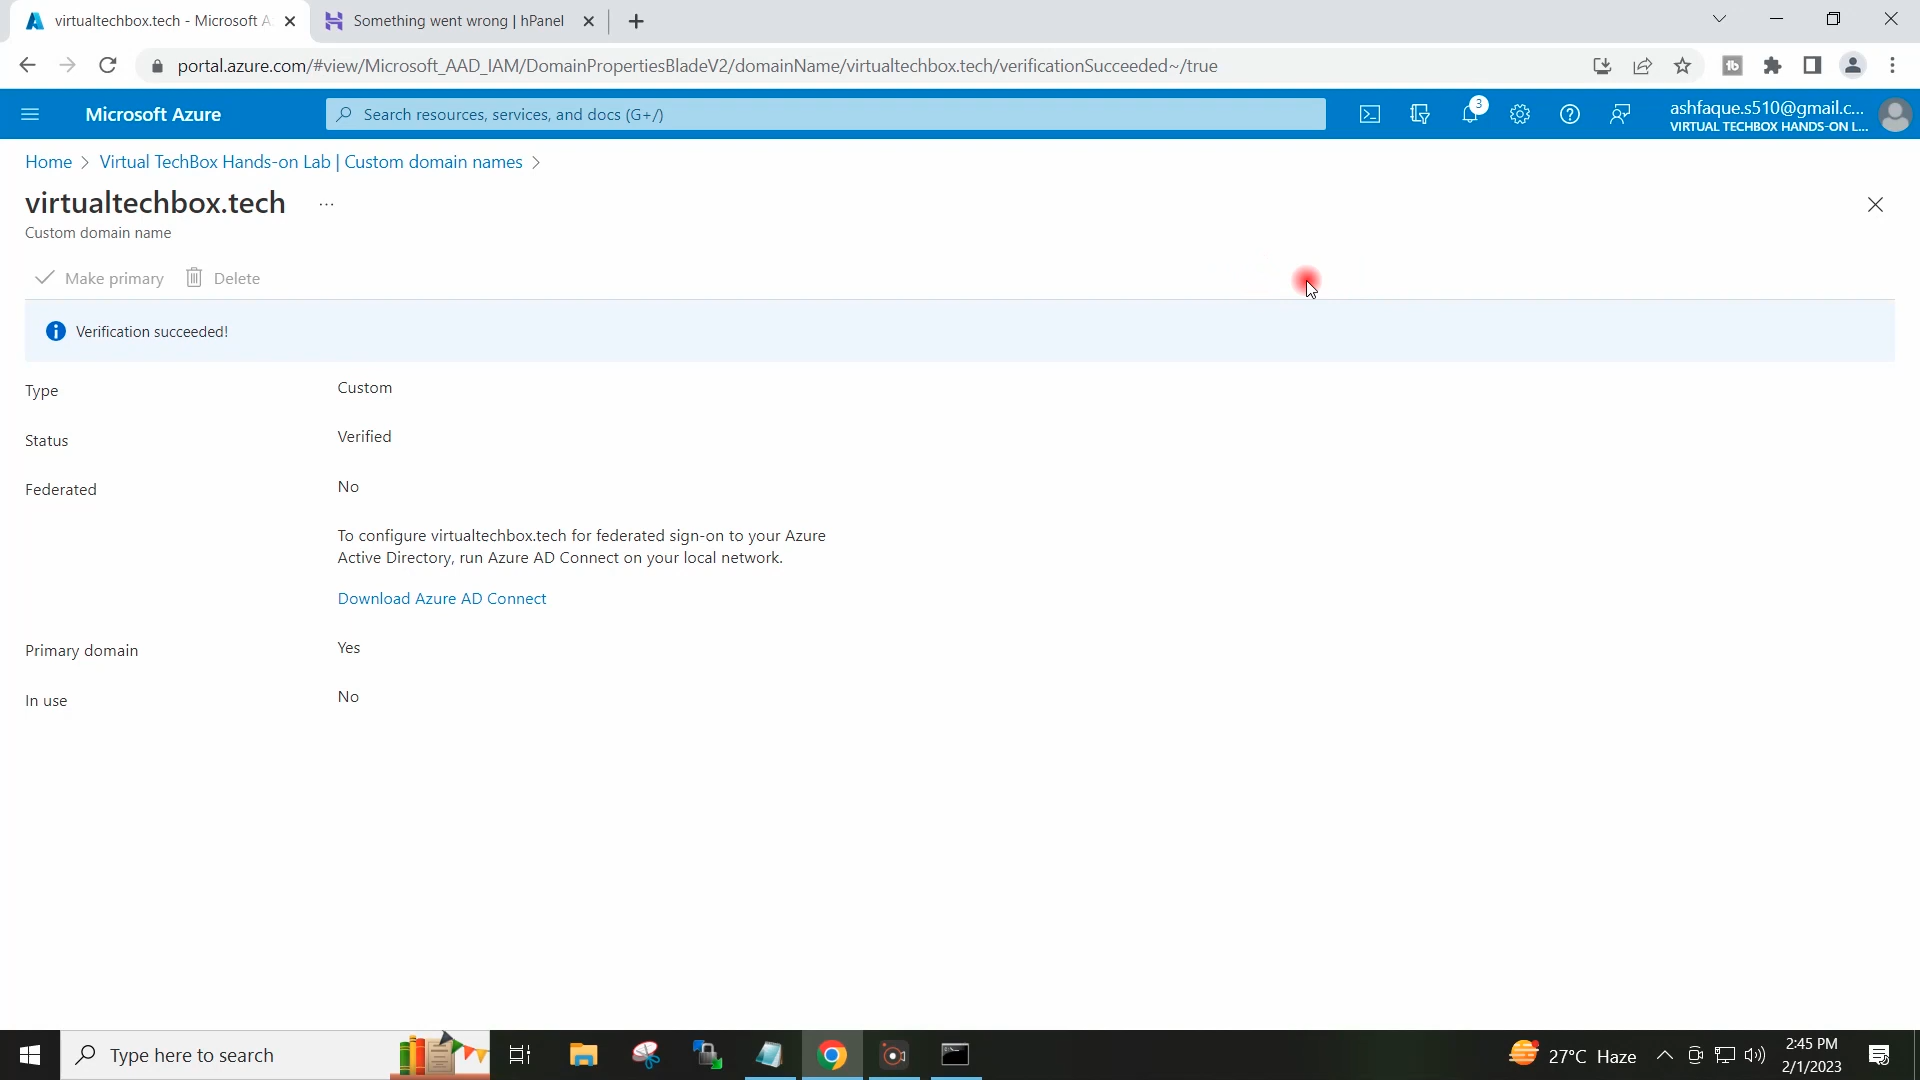 virtualtechbox.tech - Microsoft A
Something went wrong | hPanel
portal.azure.com/#view/Microsoft_AAD_IAM/DomainPropertiesBladeV2/domainName/virtualtechbox.tech/verificationSucceeded~/true
Microsoft Azure
Search resources, services, and docs (G+/)
3
ashfaque.s510@gmail.c...
VIRTUAL TECHBOX HANDS-ON L...
Home > Virtual TechBox Hands-on Lab | Custom domain names >
virtualtechbox.tech ...
Custom domain name
Make primary Delete
Verification succeeded!
Type Custom
Status Verified
Federated No
To configure virtualtechbox.tech for federated sign-on to your Azure
Active Directory, run Azure AD Connect on your local network.
Download Azure AD Connect
Primary domain Yes
In use No
Type here to search
27°C Haze
2:45 PM
2/1/2023